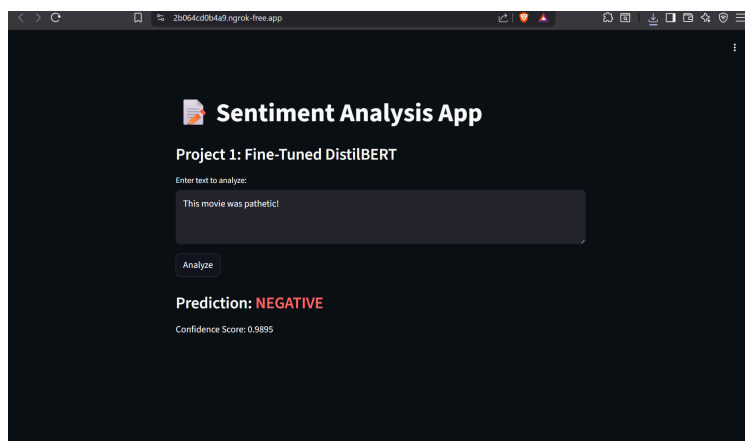 2b064cd0b4a9.ngrok-free.app
Sentiment Analysis App
Project 1: Fine-Tuned DistilBERT
Enter text to analyze:
This movie was pathetic!
Analyze
Prediction: NEGATIVE
Confidence Score: 0.9895